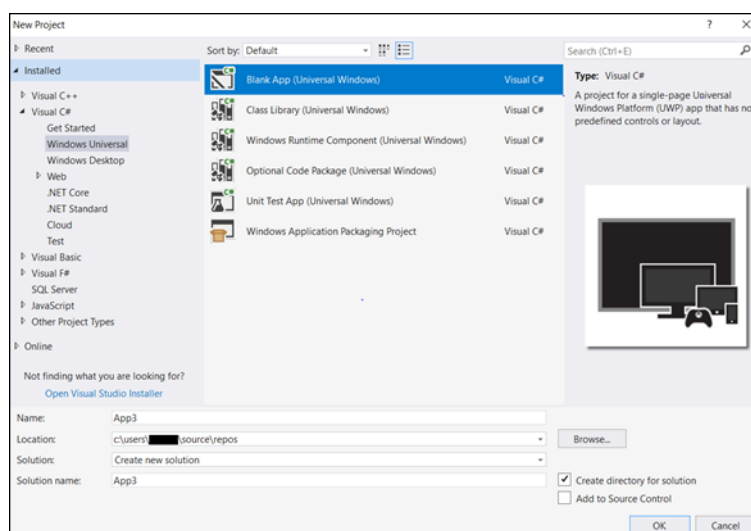 New Project
?
Recent
Sort by: Default
Search (Ctrl+E)
Installed
Visual C++
Visual C#
Get Started
Windows Universal
Windows Desktop
Web
.NET Core
.NET Standard
Cloud
Test
Visual Basic
Visual F#
SQL Server
JavaScript
Other Project Types
Online
Not finding what you are looking for?
Open Visual Studio Installer
Blank App (Universal Windows) Visual C#
Class Library (Universal Windows) Visual C#
Windows Runtime Component (Universal Windows) Visual C#
Optional Code Package (Universal Windows) Visual C#
Unit Test App (Universal Windows) Visual C#
Windows Application Packaging Project Visual C#
Type: Visual C#
A project for a single-page Universal
Windows Platform (UWP) app that has no
predefined controls or layout.
Name: App3
Location: c:\users\ \source\repos
Browse...
Solution: Create new solution
Solution name: App3
Create directory for solution
Add to Source Control
OK Cancel